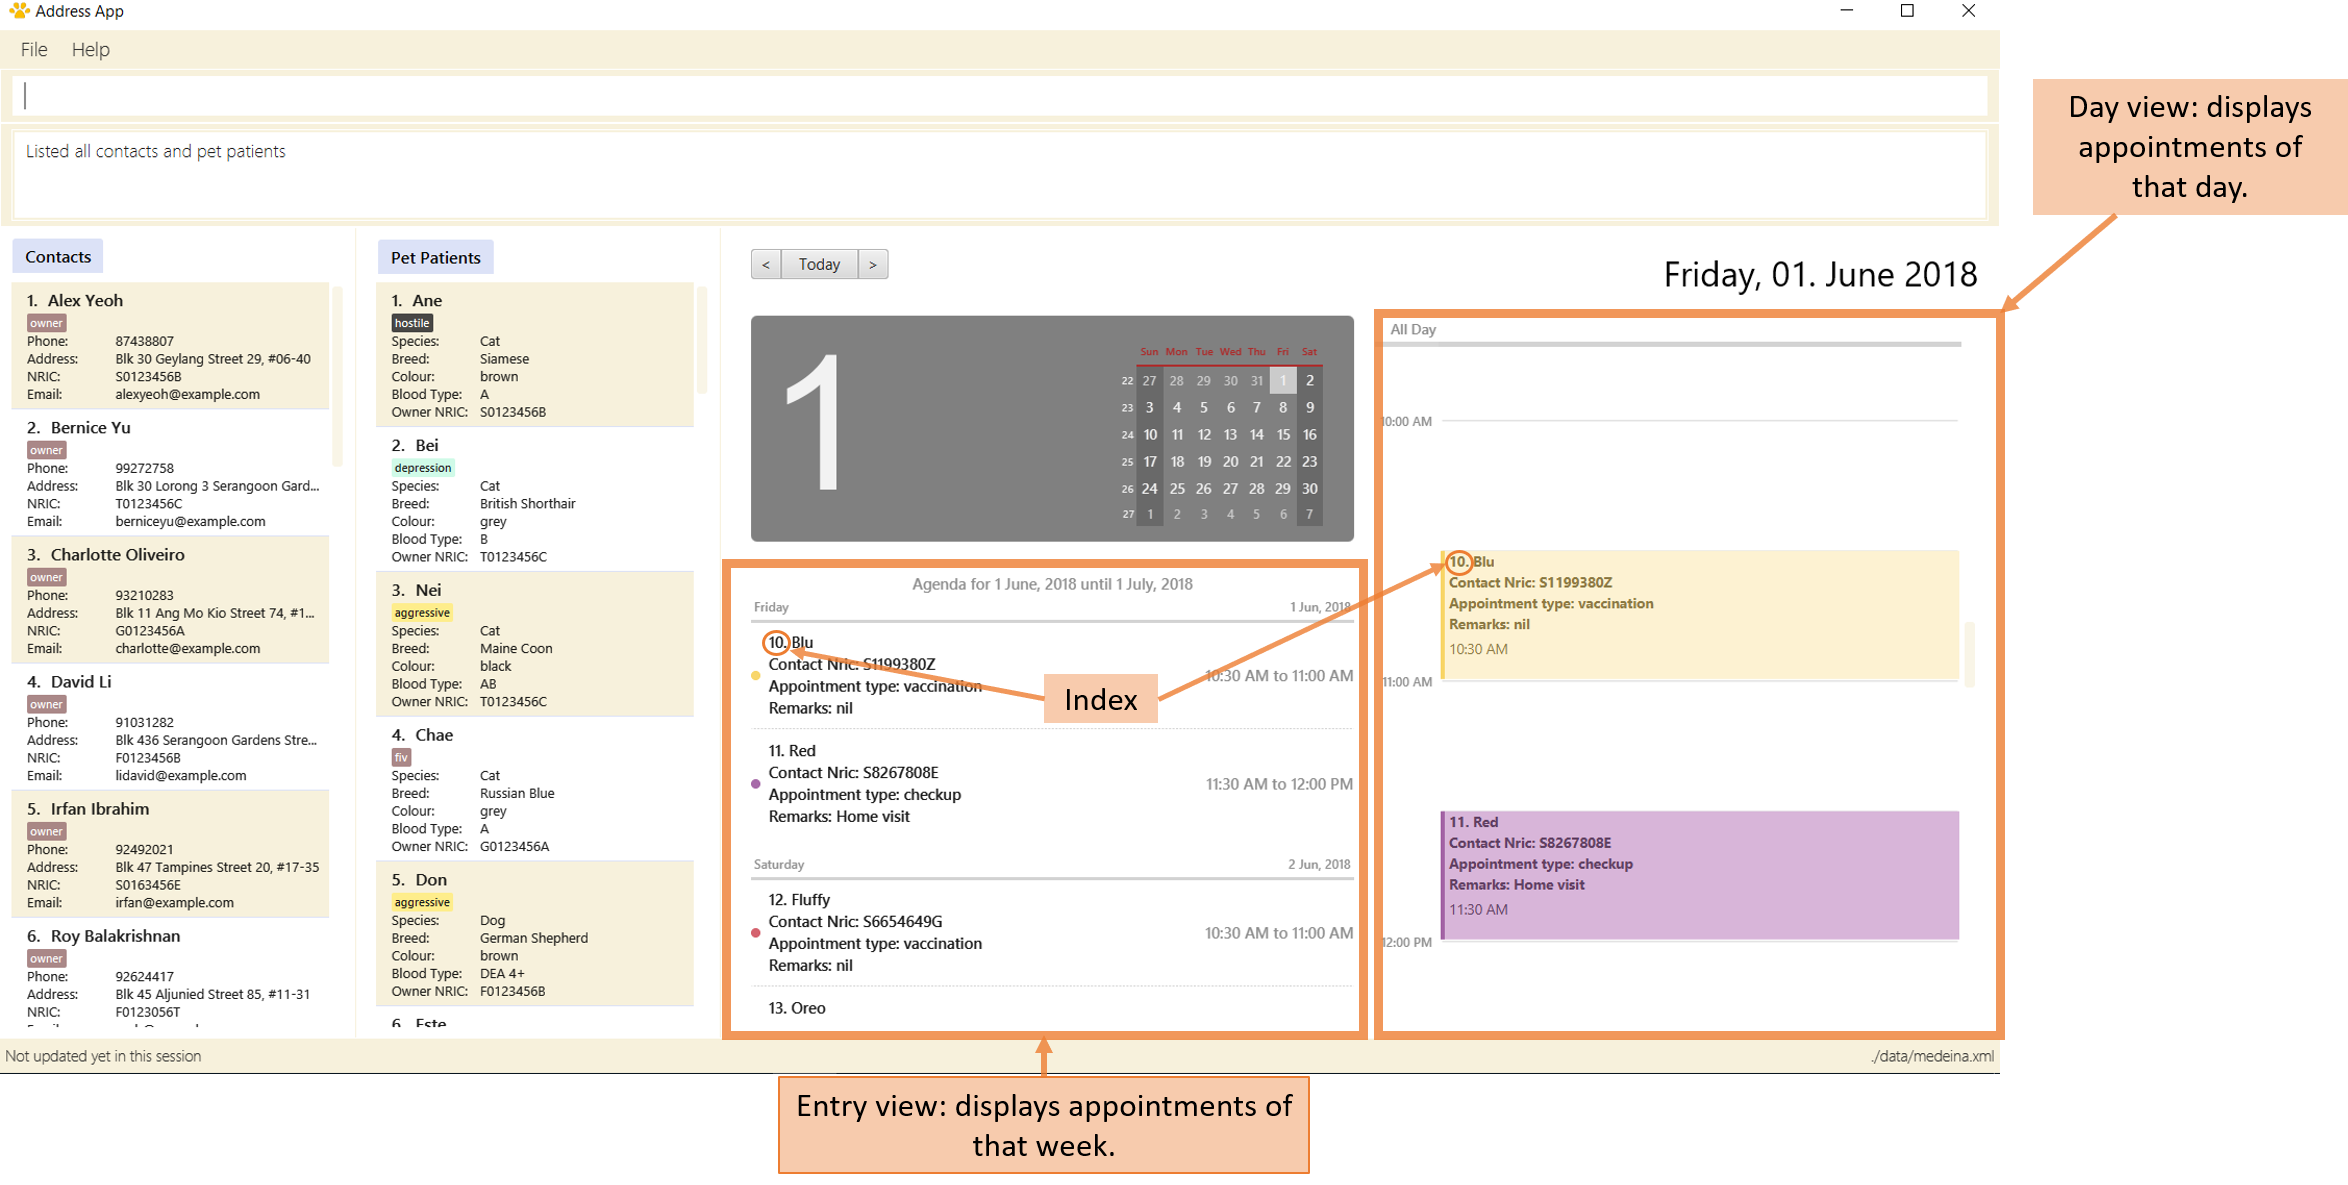 Address App
File Help
Listed all contacts and pet patients
Contacts
1. Alex Yeoh
owner
Phone: 87438807
Address: Blk 30 Geylang Street 29, #06-40
NRIC: S0123456B
Email: alexyeoh@example.com
2. Bernice Yu
owner
Phone: 99272758
Address: Blk 30 Lorong 3 Serangoon Gard...
NRIC: T0123456C
Email: berniceyu@example.com
3. Charlotte Oliveiro
owner
Phone: 93210283
Address: Blk 11 Ang Mo Kio Street 74, #1...
NRIC: G0123456A
Email: charlotte@example.com
4. David Li
owner
Phone: 91031282
Address: Blk 436 Serangoon Gardens Stre...
NRIC: F0123456B
Email: lidavid@example.com
5. Irfan Ibrahim
owner
Phone: 92492021
Address: Blk 47 Tampines Street 20, #17-35
NRIC: S0163456E
Email: irfan@example.com
6. Roy Balakrishnan
owner
Phone: 92624417
Address: Blk 45 Aljunied Street 85, #11-31
NRIC: F0123056T
Pet Patients
1. Ane
hostile
Species: Cat
Breed: Siamese
Colour: brown
Blood Type: A
Owner NRIC: S0123456B
2. Bei
depression
Species: Cat
Breed: British Shorthair
Colour: grey
Blood Type: B
Owner NRIC: T0123456C
3. Nei
aggressive
Species: Cat
Breed: Maine Coon
Colour: black
Blood Type: AB
Owner NRIC: T0123456C
4. Chae
fiv
Species: Cat
Breed: Russian Blue
Colour: grey
Blood Type: A
Owner NRIC: G0123456A
5. Don
aggressive
Species: Dog
Breed: German Shepherd
Colour: brown
Blood Type: DEA 4+
Owner NRIC: F0123456B
6. Este
< Today >
1
Sun Mon Tue Wed Thu Fri Sat
22 27 28 29 30 31 1 2
23 3 4 5 6 7 8 9
24 10 11 12 13 14 15 16
25 17 18 19 20 21 22 23
26 24 25 26 27 28 29 30
27 1 2 3 4 5 6 7
Agenda for 1 June, 2018 until 1 July, 2018
Friday 1 Jun, 2018
10. Blu
Contact Nric: S1199380Z
Appointment type: vaccination
Remarks: nil
10:30 AM to 11:00 AM
11. Red
Contact Nric: S8267808E
Appointment type: checkup
Remarks: Home visit
11:30 AM to 12:00 PM
Saturday 2 Jun, 2018
12. Fluffy
Contact Nric: S6654649G
Appointment type: vaccination
Remarks: nil
10:30 AM to 11:00 AM
13. Oreo
Index
Friday, 01. June 2018
All Day
10:00 AM
10. Blu
Contact Nric: S1199380Z
Appointment type: vaccination
Remarks: nil
10:30 AM
11:00 AM
11. Red
Contact Nric: S8267808E
Appointment type: checkup
Remarks: Home visit
11:30 AM
12:00 PM
Day view: displays
appointments of
that day.
Not updated yet in this session
./data/medeina.xml
Entry view: displays appointments of
that week.